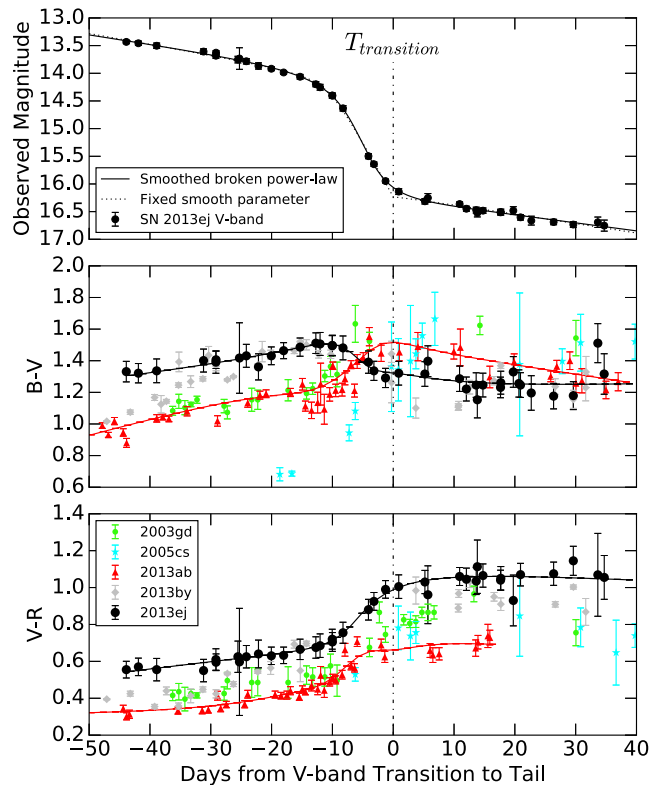 13.0
13.5
14.0
14.5
15.0
15.5
16.0
16.5
17.0
Observed Magnitude
T_transition
Smoothed broken power-law
Fixed smooth parameter
SN 2013ej V-band
2.0
1.8
1.6
1.4
1.2
1.0
0.8
0.6
B-V
1.4
1.2
1.0
0.8
0.6
0.4
0.2
V-R
2003gd
2005cs
2013ab
2013by
2013ej
−50 −40 −30 −20 −10 0 10 20 30 40
Days from V-band Transition to Tail